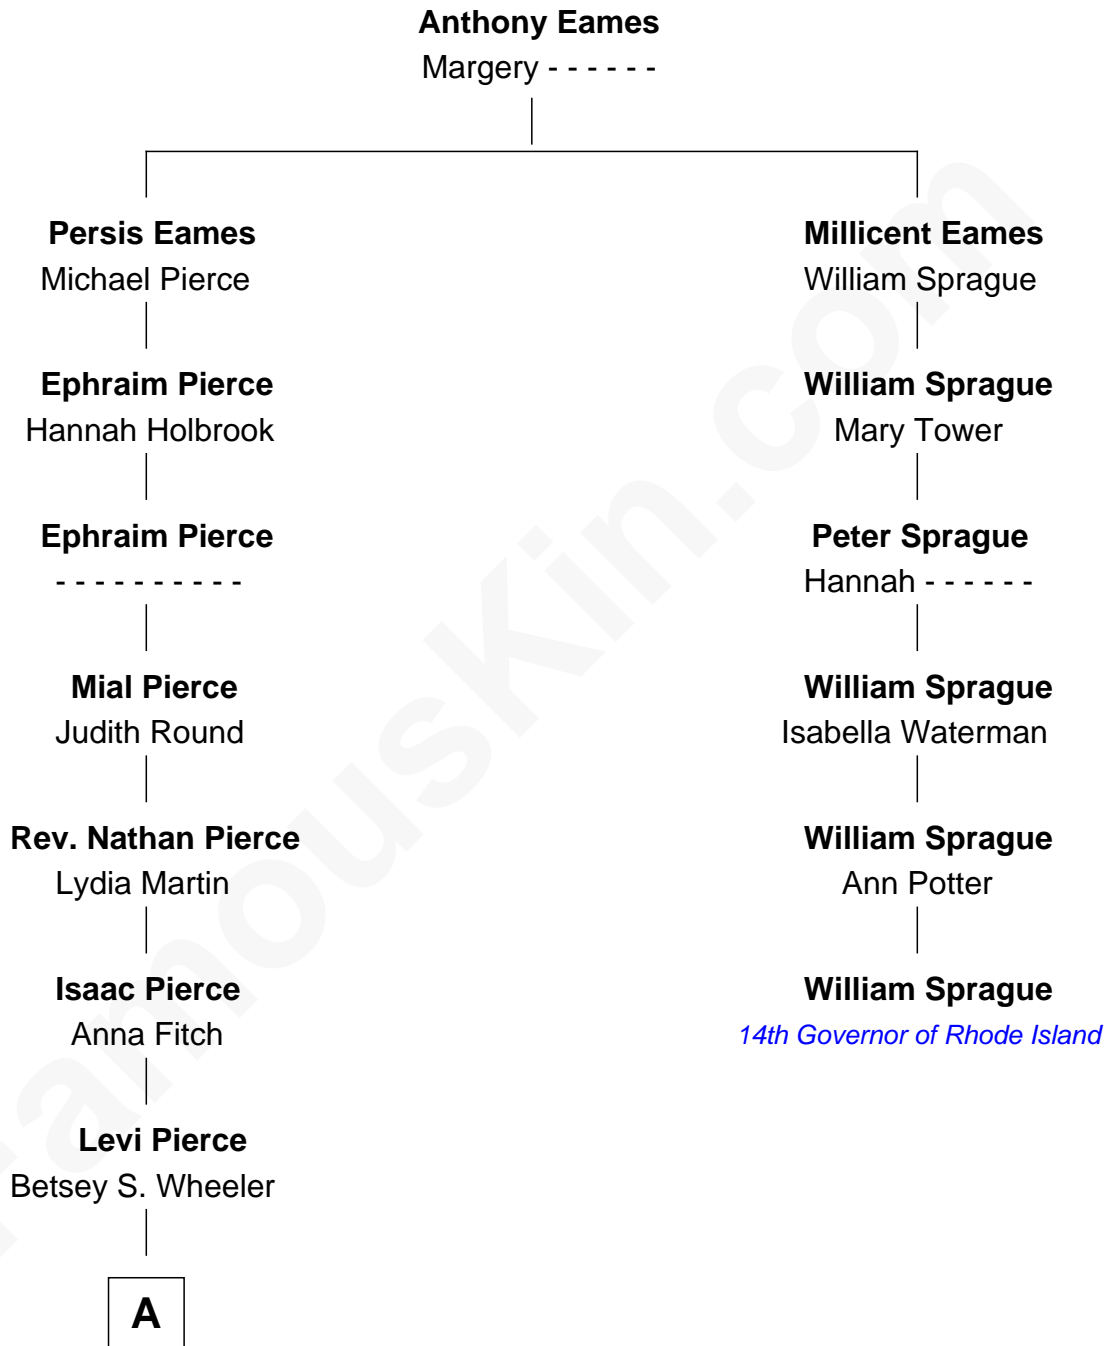 Anthony Eames
Margery - - - - - -
Persis Eames
Michael Pierce
Millicent Eames
William Sprague
Ephraim Pierce
Hannah Holbrook
William Sprague
Mary Tower
Ephraim Pierce
- - - - - - - - - -
Peter Sprague
Hannah - - - - - -
Mial Pierce
Judith Round
William Sprague
Isabella Waterman
Rev. Nathan Pierce
Lydia Martin
William Sprague
Ann Potter
Isaac Pierce
Anna Fitch
William Sprague
14th Governor of Rhode Island
Levi Pierce
Betsey S. Wheeler
A
FamousKin.com